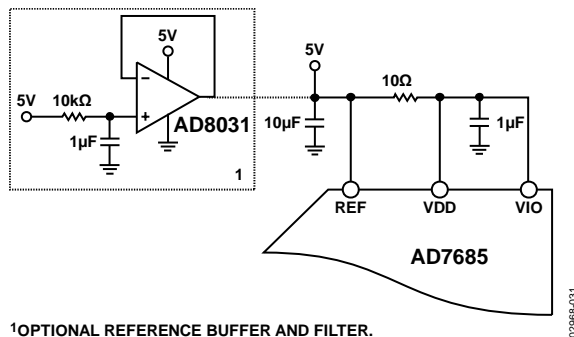 5V
5V
5V
10kΩ
−
+
AD8031
1µF
1
10Ω
10µF
1µF
REF
VDD
VIO
AD7685
1OPTIONAL REFERENCE BUFFER AND FILTER.
02968-031